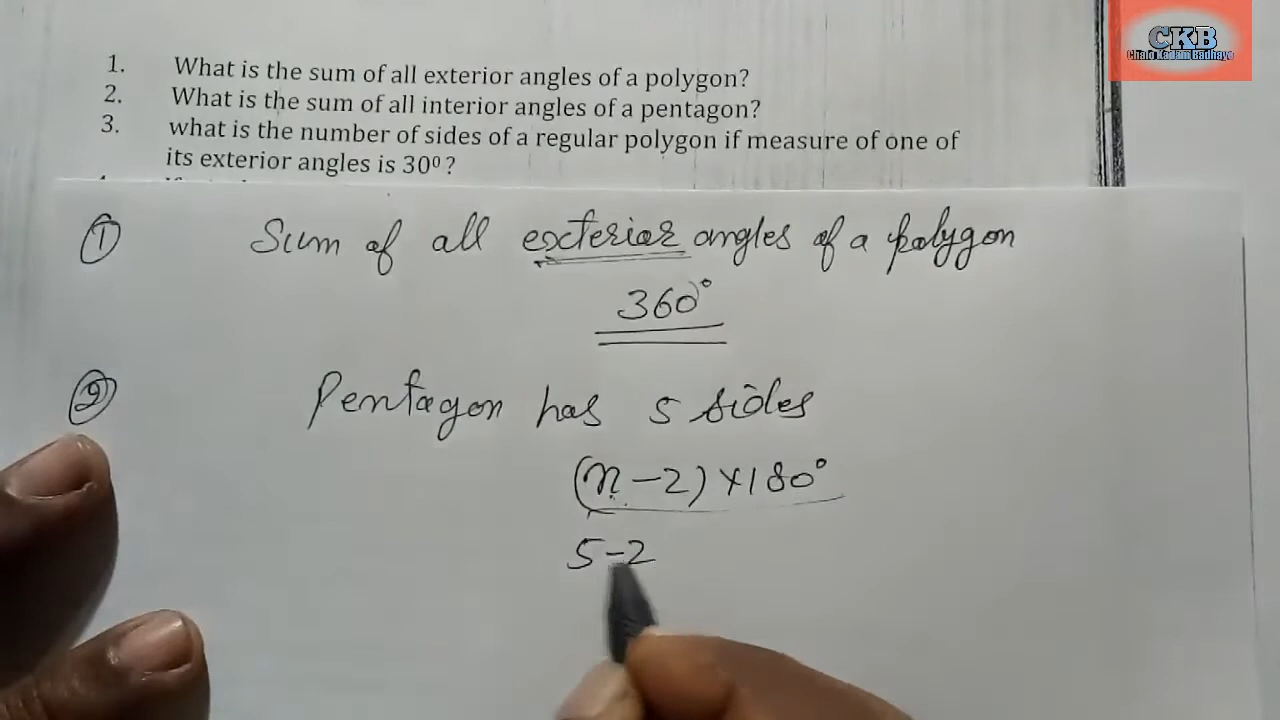 CKB
Chalo Kadam Badhaye
1. What is the sum of all exterior angles of a polygon?
2. What is the sum of all interior angles of a pentagon?
3. what is the number of sides of a regular polygon if measure of one of
its exterior angles is 30⁰ ?
① Sum of all exterior angles of a polygon
360°
② Pentagon has 5 sides
(n-2)×180°
5-2